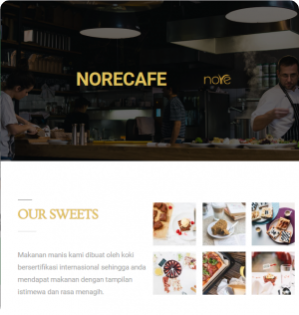 NORECAFE
nore
OUR SWEETS
Makanan manis kami dibuat oleh koki
bersertifikasi internasional sehingga anda
mendapat makanan dengan tampilan
istimewa dan rasa menagih.